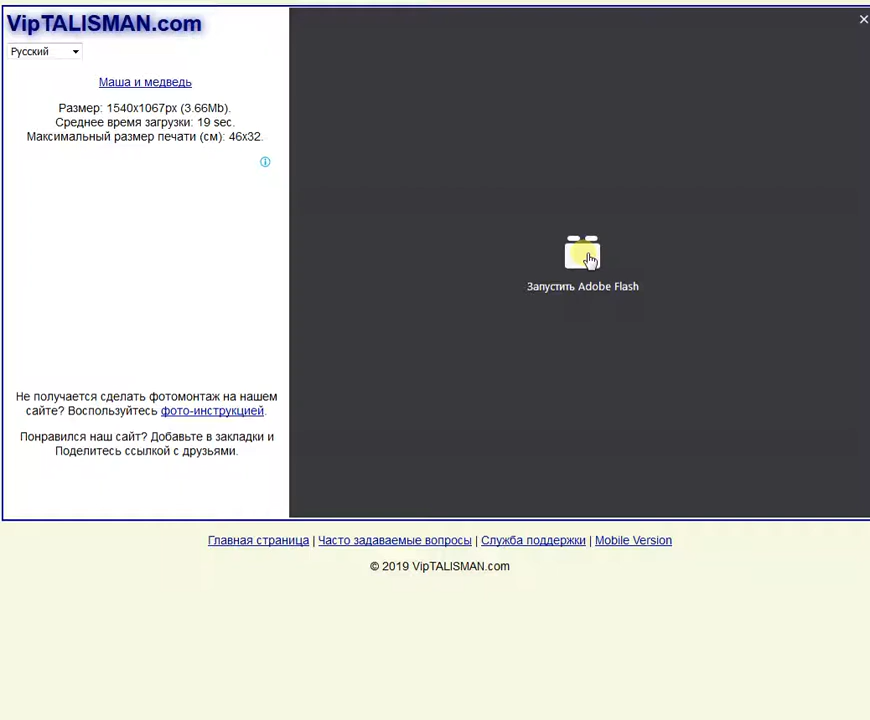 VipTALISMAN.com
Русский
Маша и медведь
Размер: 1540x1067px (3.66Mb).
Среднее время загрузки: 19 sec.
Максимальный размер печати (см): 46x32.
Запустить Adobe Flash
Не получается сделать фотомонтаж на нашем
сайте? Воспользуйтесь фото-инструкцией.
Понравился наш сайт? Добавьте в закладки и
Поделитесь ссылкой с друзьями.
Главная страница | Часто задаваемые вопросы | Служба поддержки | Mobile Version
© 2019 VipTALISMAN.com